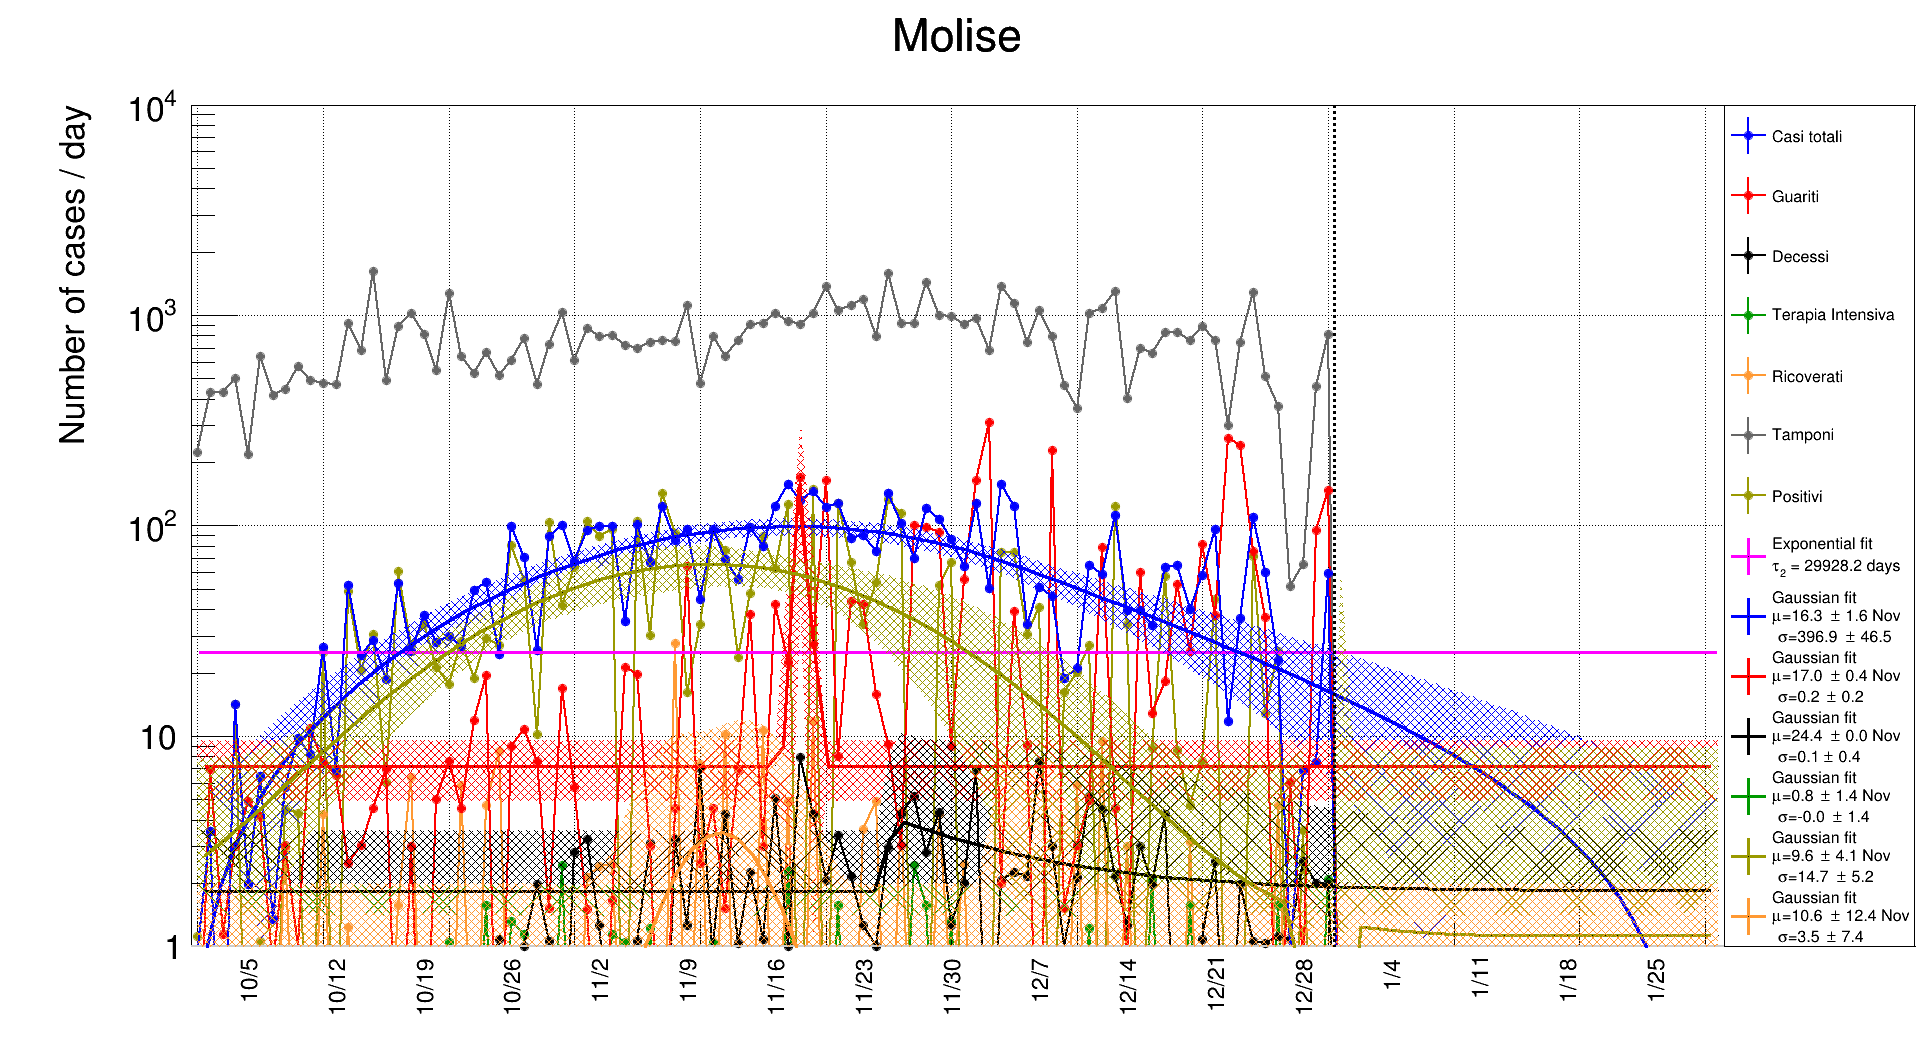 Molise
Number of cases / day
10⁴
10³
10²
10
1
10/5
10/12
10/19
10/26
11/2
11/9
11/16
11/23
11/30
12/7
12/14
12/21
12/28
1/4
1/11
1/18
1/25
Casi totali
Guariti
Decessi
Terapia Intensiva
Ricoverati
Tamponi
Positivi
Exponential fit
τ₂ = 29928.2 days
Gaussian fit
μ=16.3 ± 1.6 Nov
σ=396.9 ± 46.5
Gaussian fit
μ=17.0 ± 0.4 Nov
σ=0.2 ± 0.2
Gaussian fit
μ=24.4 ± 0.0 Nov
σ=0.1 ± 0.4
Gaussian fit
μ=0.8 ± 1.4 Nov
σ=-0.0 ± 1.4
Gaussian fit
μ=9.6 ± 4.1 Nov
σ=14.7 ± 5.2
Gaussian fit
μ=10.6 ± 12.4 Nov
σ=3.5 ± 7.4